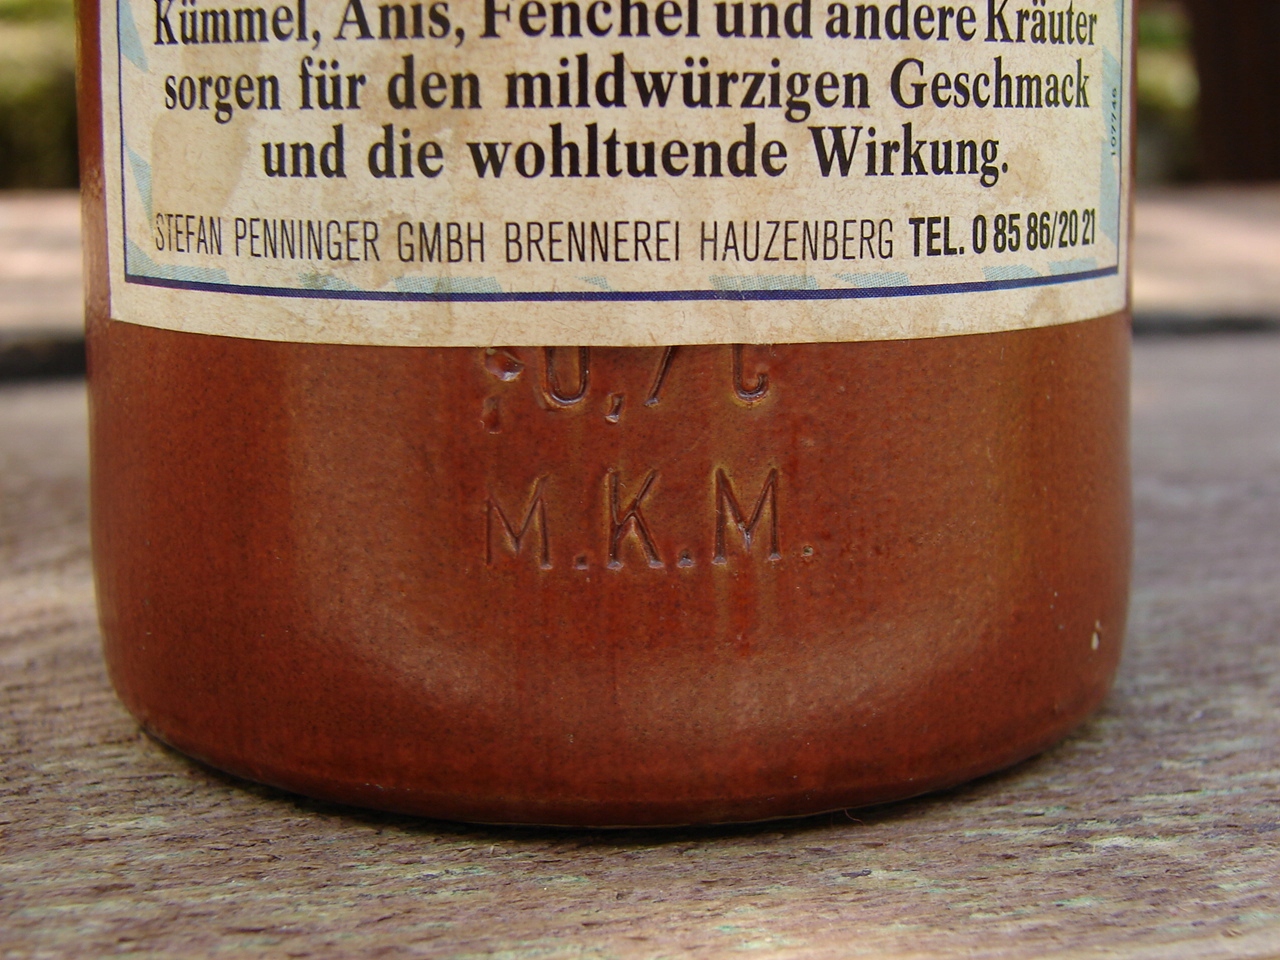 Kümmel, Anis, Fenchel und andere Kräuter
sorgen für den mildwürzigen Geschmack
und die wohltuende Wirkung.
STEFAN PENNINGER GMBH BRENNEREI HAUZENBERG TEL. 0 85 86/20 21
107746
0,7 l
M.K.M.